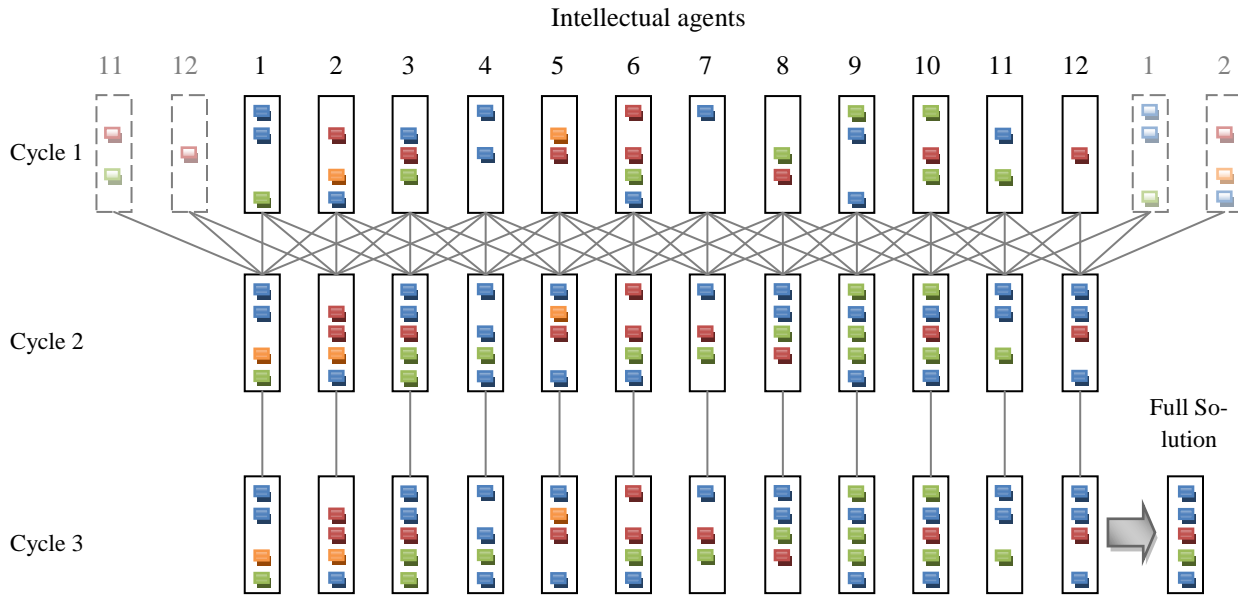 Intellectual agents
11 12 1 2 3 4 5 6 7 8 9 10 11 12 1 2
Cycle 1
Cycle 2
Full So-
lution
Cycle 3